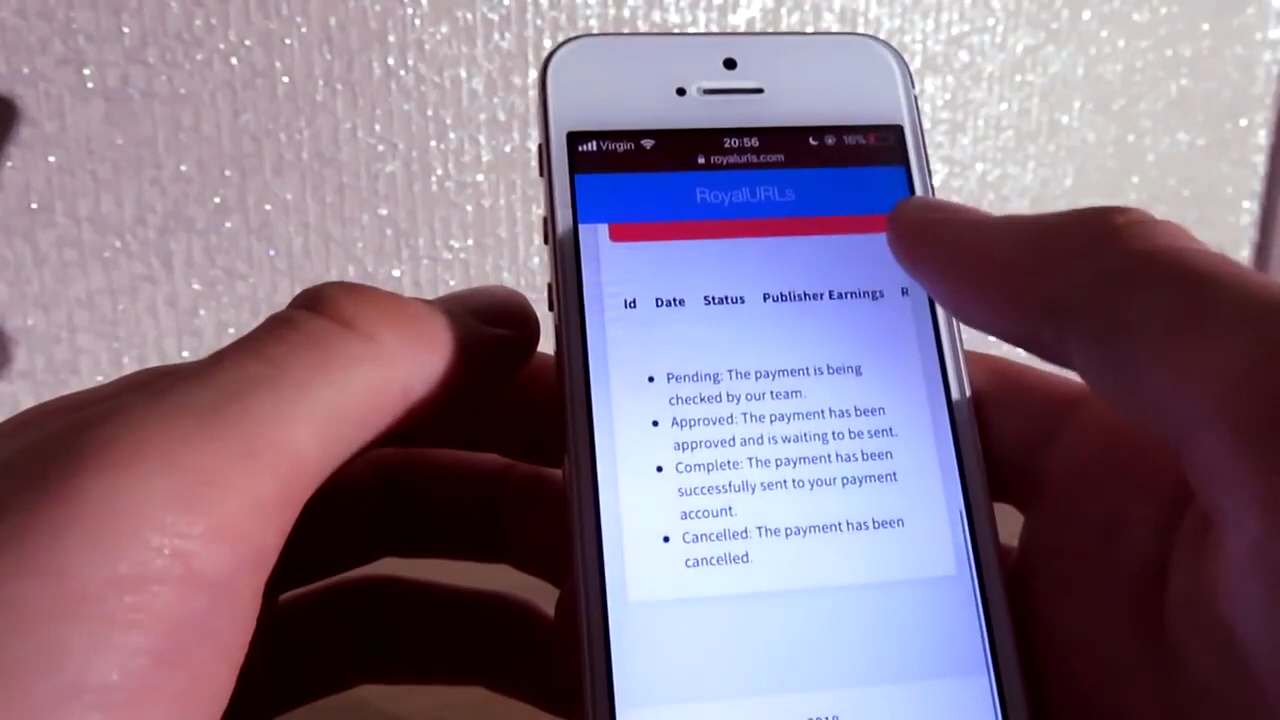 Virgin 20:56 16%
royalurls.com
RoyalURLs
Id Date Status Publisher Earnings R
Pending: The payment is being
checked by our team.
Approved: The payment has been
approved and is waiting to be sent.
Complete: The payment has been
successfully sent to your payment
account.
Cancelled: The payment has been
cancelled.
2018